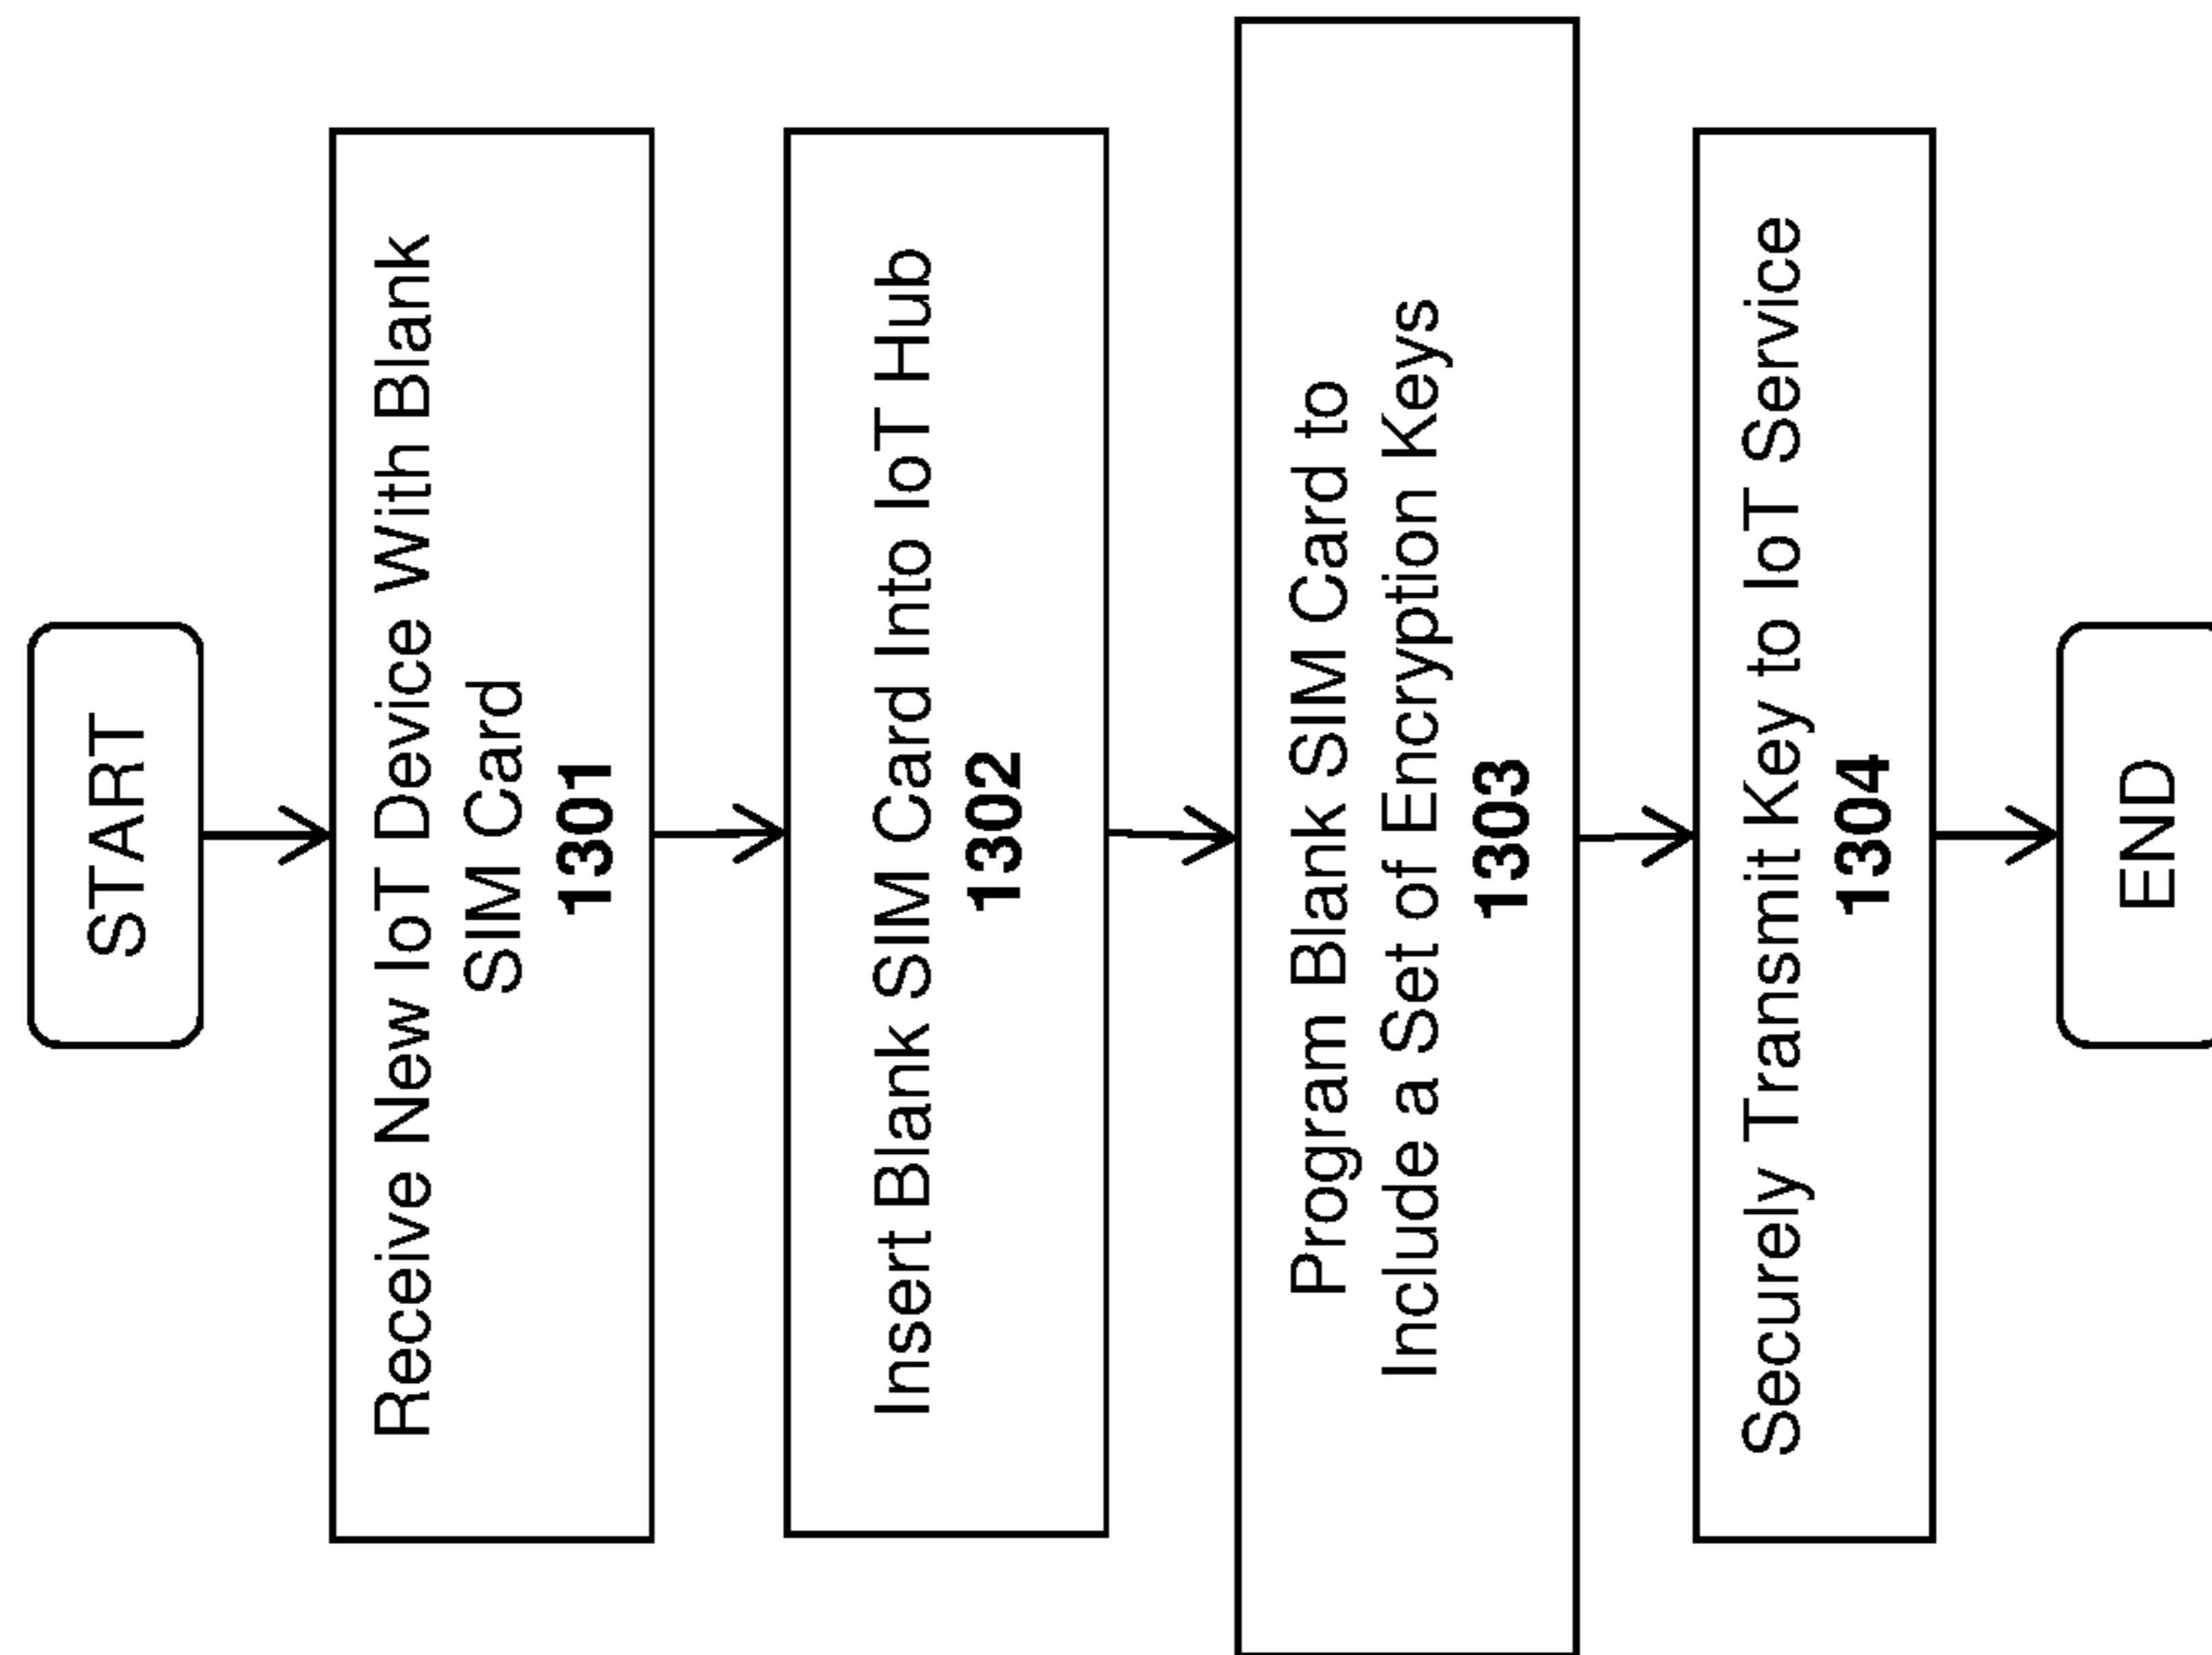 START
Receive New IoT Device With Blank
SIM Card
1301
Insert Blank SIM Card Into IoT Hub
1302
Program Blank SIM Card to
Include a Set of Encryption Keys
1303
Securely Transmit Key to IoT Service
1304
END